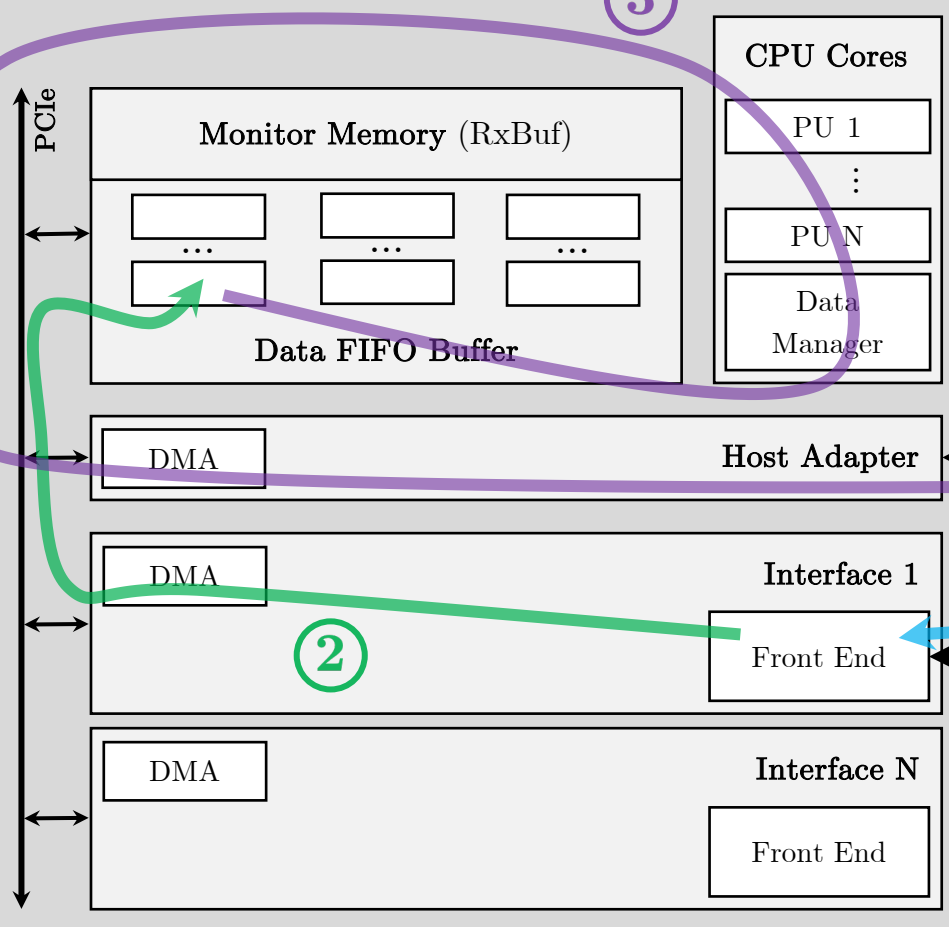 CPU Cores
PCIe
Monitor Memory (RxBuf)
PU 1
⋮
PU N
... ... ...
Data
Manager
Data FIFO Buffer
DMA
Host Adapter
DMA
Interface 1
2
Front End
DMA
Interface N
Front End